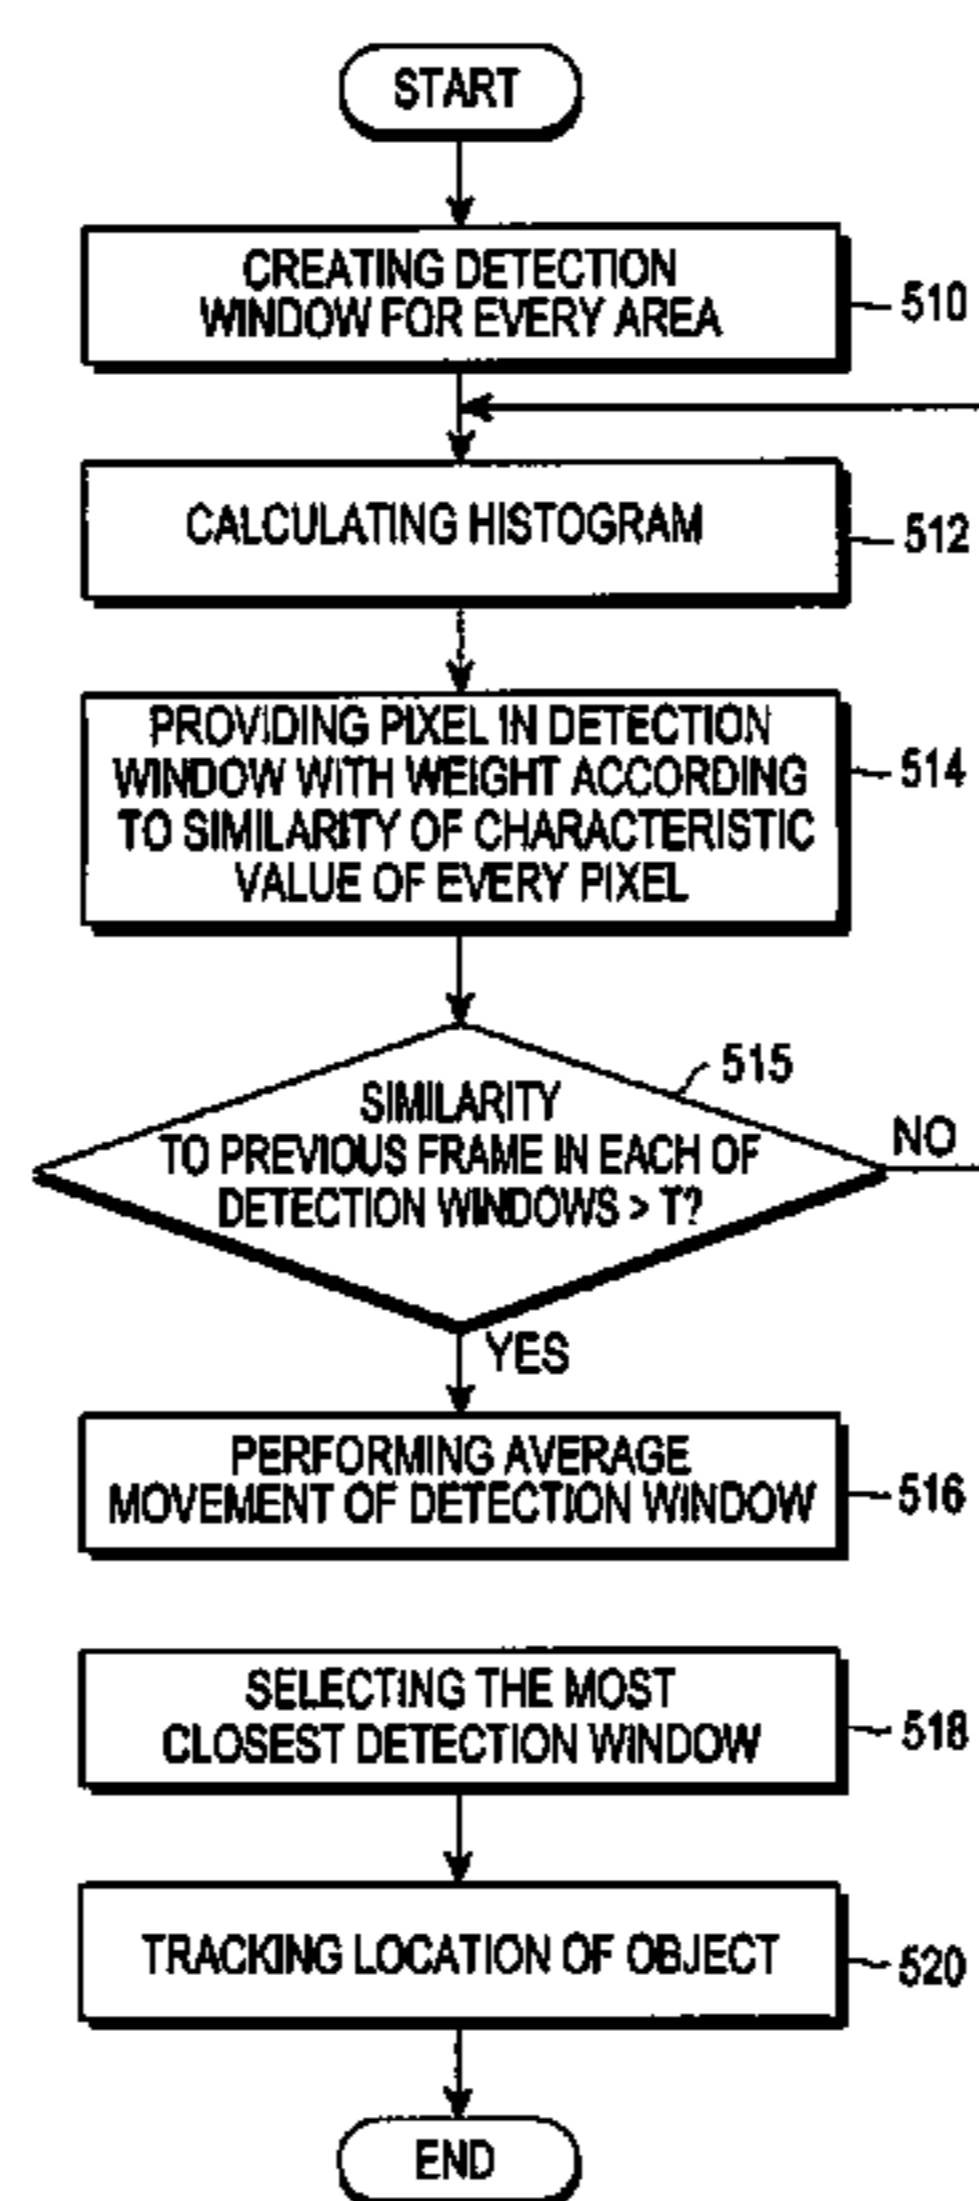 START
CREATING DETECTION
WINDOW FOR EVERY AREA
510
CALCULATING HISTOGRAM
512
PROVIDING PIXEL IN DETECTION
WINDOW WITH WEIGHT ACCORDING
TO SIMILARITY OF CHARACTERISTIC
VALUE OF EVERY PIXEL
514
515
SIMILARITY
TO PREVIOUS FRAME IN EACH OF
DETECTION WINDOWS > T?
NO
YES
PERFORMING AVERAGE
MOVEMENT OF DETECTION WINDOW
516
SELECTING THE MOST
CLOSEST DETECTION WINDOW
518
TRACKING LOCATION OF OBJECT
520
END